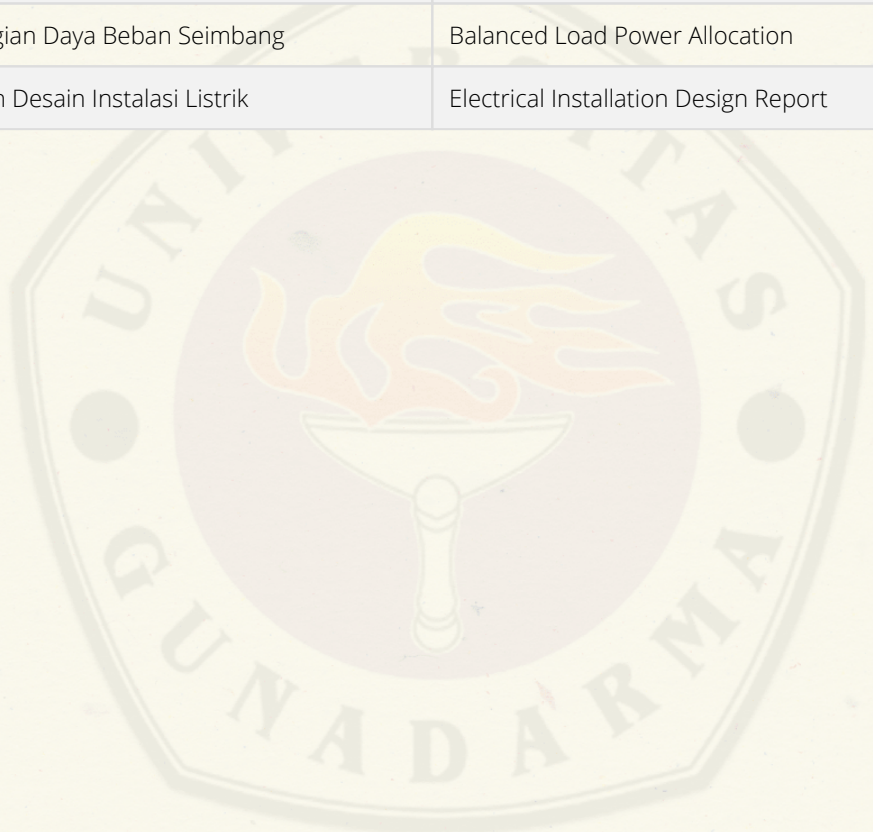 gian Daya Beban Seimbang Balanced Load Power Allocation
n Desain Instalasi Listrik Electrical Installation Design Report
UNIVERSITAS
GUNADARMA